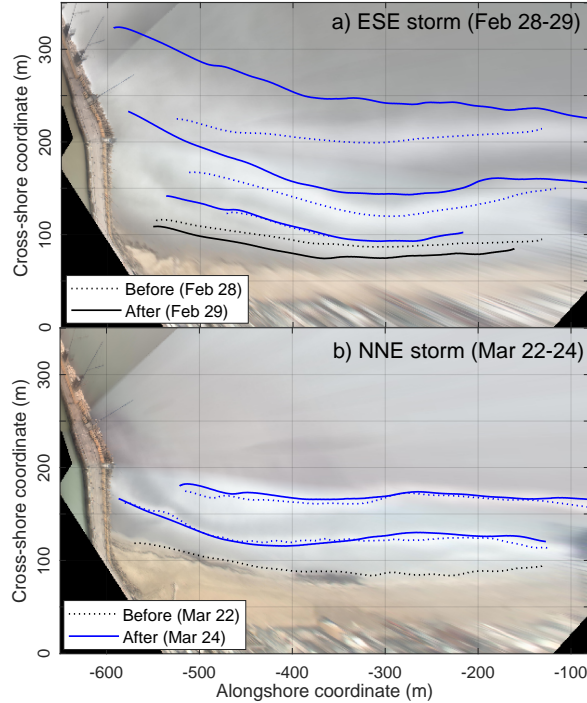 a) ESE storm (Feb 28-29)
300
200
100
0
Cross-shore coordinate (m)
Before (Feb 28)
After (Feb 29)
b) NNE storm (Mar 22-24)
300
200
100
0
Cross-shore coordinate (m)
Before (Mar 22)
After (Mar 24)
-600 -500 -400 -300 -200 -100
Alongshore coordinate (m)